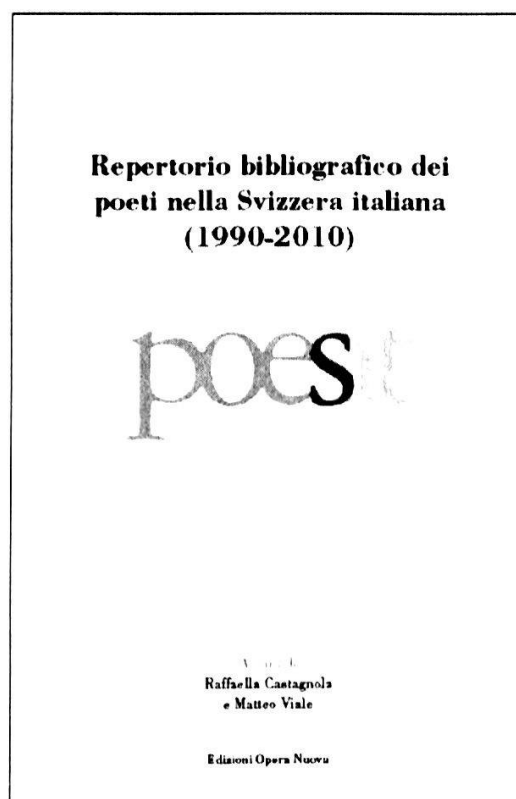 Repertorio bibliografico dei
poeti nella Svizzera italiana
(1990-2010)
poes
Raffaella Castagnola
e Matteo Viale
Edizioni Opera Nuova